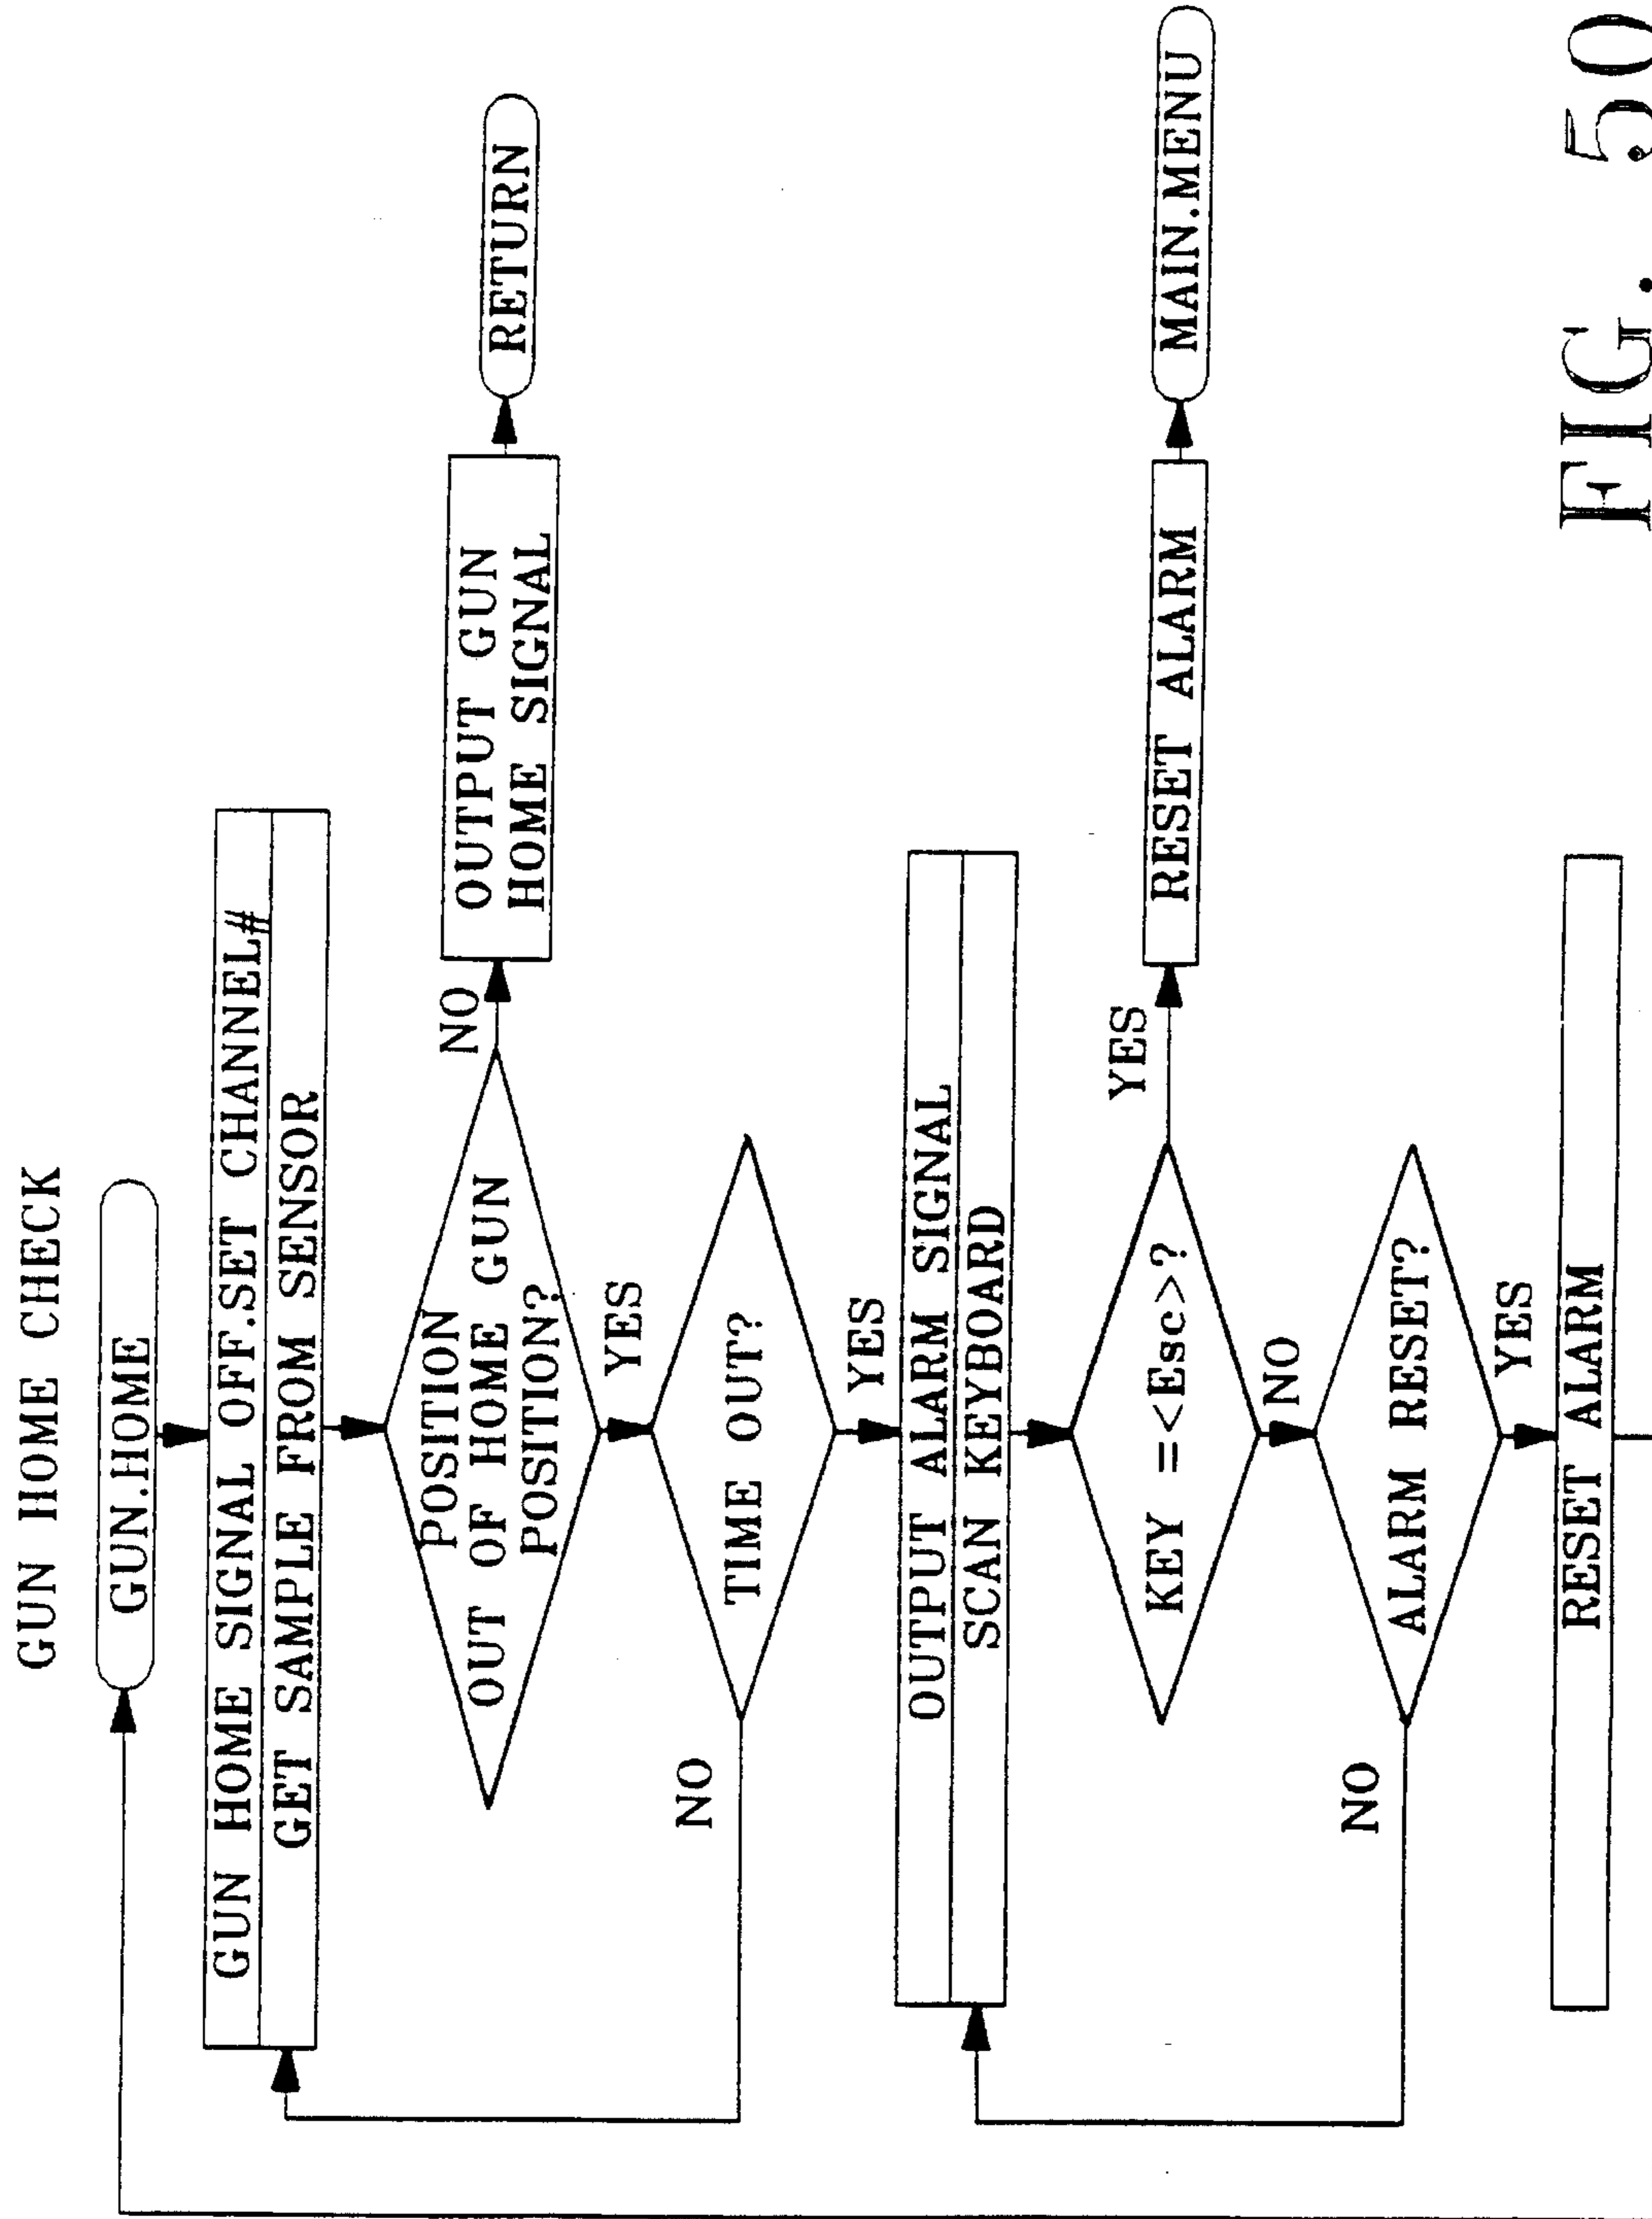 GUN HOME CHECK
GUN.HOME
GUN HOME SIGNAL OFF.SET CHANNEL#
GET SAMPLE FROM SENSOR
POSITION
OUT OF HOME GUN
POSITION?
NO
OUTPUT GUN
HOME SIGNAL
RETURN
YES
TIME OUT?
NO
YES
OUTPUT ALARM SIGNAL
SCAN KEYBOARD
KEY =<Esc>?
YES
RESET ALARM
MAIN.MENU
NO
ALARM RESET?
NO
YES
RESET ALARM
FIG. 50